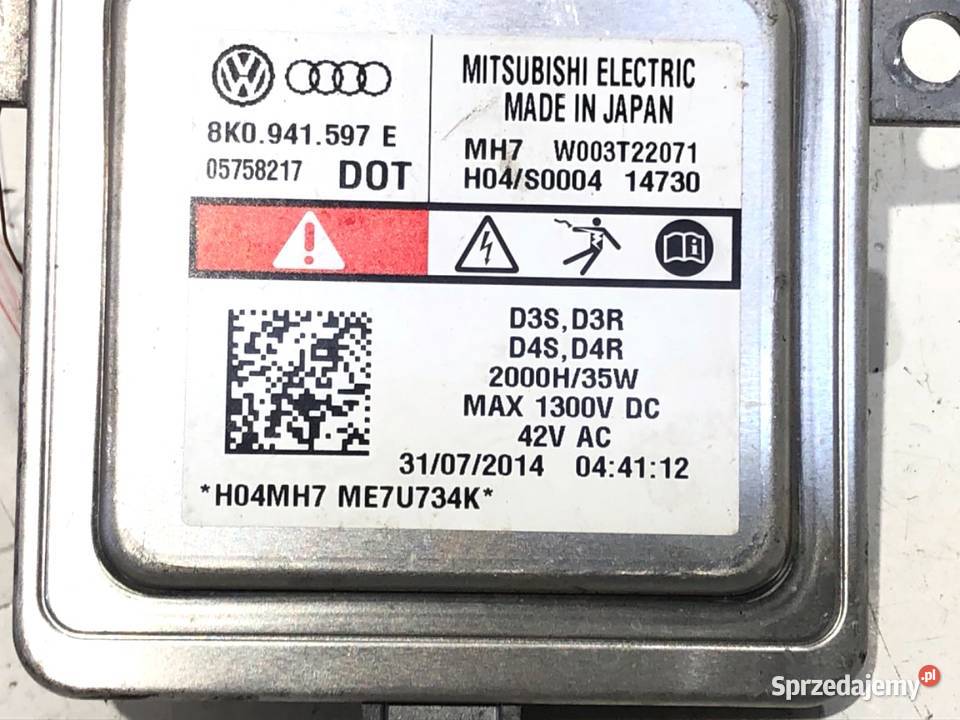 8K0.941.597 E
05758217 DOT
MITSUBISHI ELECTRIC
MADE IN JAPAN
MH7 W003T22071
H04/S0004 14730
D3S, D3R
D4S, D4R
2000H/35W
MAX 1300V DC
42V AC
31/07/2014 04:41:12
*H04MH7 ME7U734K*
Sprzedajemy.pl